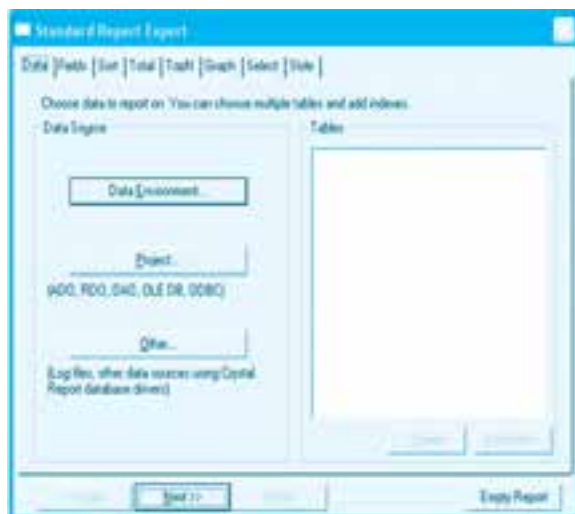 Standard Report Expert
Data Fields Sort Total TopN Graph Select Style
Choose data to report on. You can choose multiple tables and add indexes.
Data Source
Tables
Data Environment...
Project...
(ADO, RDO, DAO, OLE DB, ODBC)
Other...
(Log files, other data sources using Crystal
Report database drivers)
Next >>
Empty Report